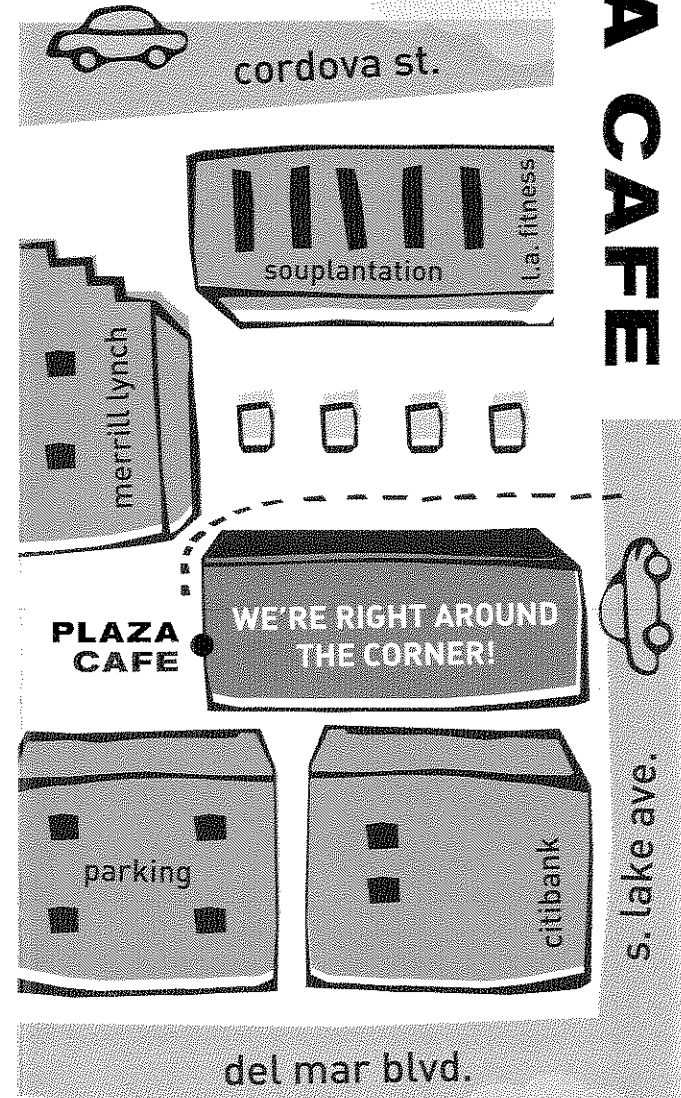 cordova st.
A CAFE
l.a. fitness
souplantation
merrill lynch
WE'RE RIGHT AROUND
THE CORNER!
PLAZA
CAFE
parking
citibank
s. lake ave.
del mar blvd.